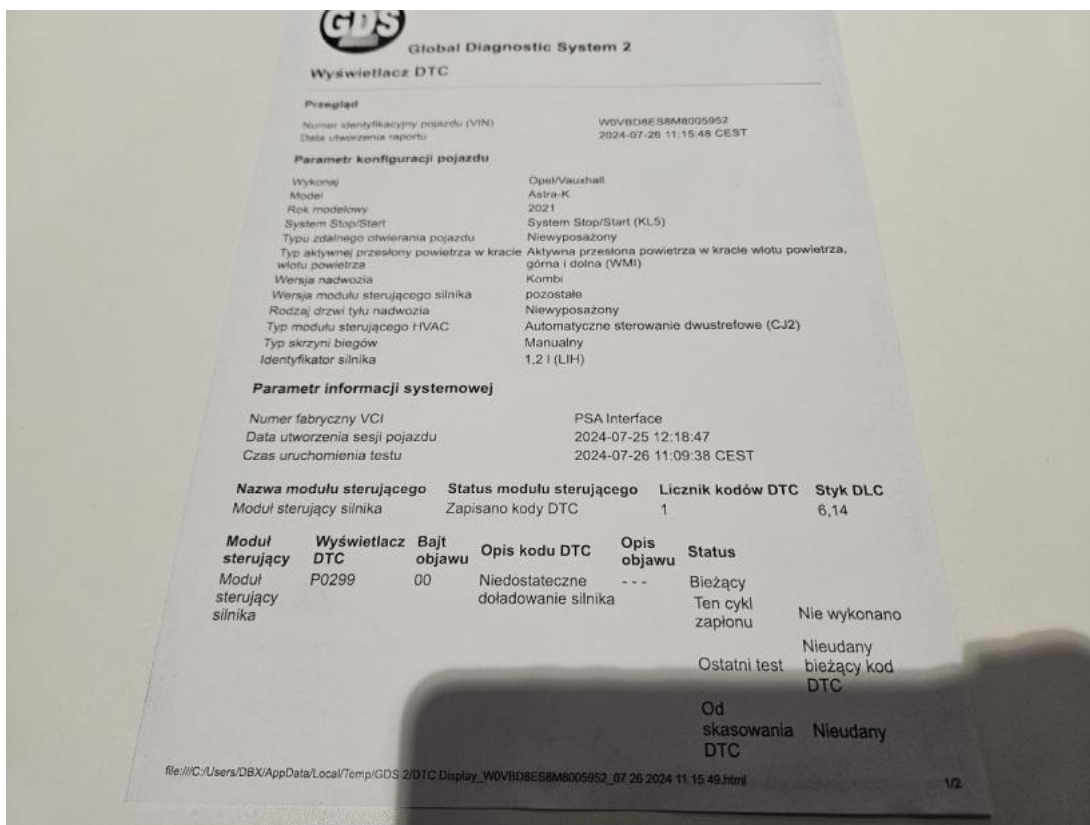 GDS
Global Diagnostic System 2
Wyświetlacz DTC
Przegląd
Numer identyfikacyjny pojazdu (VIN) W0VBD8ES8M8005952
Data utworzenia raportu 2024-07-26 11:15:48 CEST
Parametr konfiguracji pojazdu
Wykonaj Opel/Vauxhall
Model Astra-K
Rok modelowy 2021
System Stop/Start System Stop/Start (KL5)
Typu zdalnego otwierania pojazdu Niewyposażony
Typ aktywnej przesłony powietrza w kracie Aktywna przesłona powietrza w kracie wlotu powietrza,
wlotu powietrza górna i dolna (WMI)
Wersja nadwozia Kombi
Wersja modułu sterującego silnika pozostałe
Rodzaj drzwi tyłu nadwozia Niewyposażony
Typ modułu sterującego HVAC Automatyczne sterowanie dwustrefowe (CJ2)
Typ skrzyni biegów Manualny
Identyfikator silnika 1,2 l (LIH)
Parametr informacji systemowej
Numer fabryczny VCI PSA Interface
Data utworzenia sesji pojazdu 2024-07-25 12:18:47
Czas uruchomienia testu 2024-07-26 11:09:38 CEST
Nazwa modułu sterującego Status modułu sterującego Licznik kodów DTC Styk DLC
Moduł sterujący silnika Zapisano kody DTC 1 6,14
Moduł Wyświetlacz Bajt Opis kodu DTC Opis Status
sterujący DTC objawu objawu
Moduł P0299 00 Niedostateczne - - - Bieżący
sterujący doładowanie silnika Ten cykl
silnika zapłonu Nie wykonano
Nieudany
Ostatni test bieżący kod
DTC
Od
skasowania Nieudany
DTC
file:///C:/Users/DBX/AppData/Local/Temp/GDS 2/DTC Display_W0VBD8ES8M8005952_07 26 2024 11 15 49.html 1/2